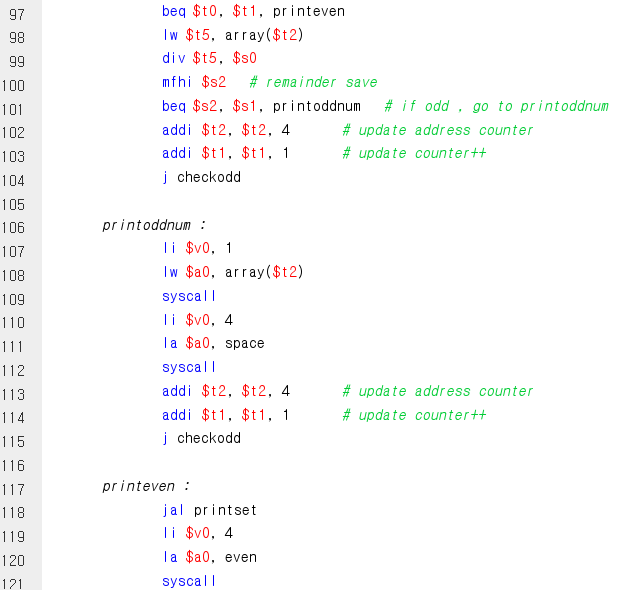 97 beq $t0, $t1, printeven
98 lw $t5, array($t2)
99 div $t5, $s0
100 mfhi $s2 # remainder save
101 beq $s2, $s1, printoddnum # if odd , go to printoddnum
102 addi $t2, $t2, 4 # update address counter
103 addi $t1, $t1, 1 # update counter++
104 j checkodd
105
106 printoddnum :
107 li $v0, 1
108 lw $a0, array($t2)
109 syscall
110 li $v0, 4
111 la $a0, space
112 syscall
113 addi $t2, $t2, 4 # update address counter
114 addi $t1, $t1, 1 # update counter++
115 j checkodd
116
117 printeven :
118 jal printset
119 li $v0, 4
120 la $a0, even
121 syscall